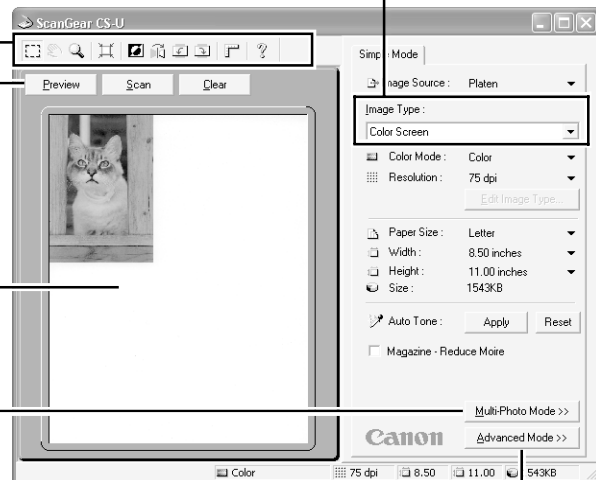 ScanGear CS-U
Simple Mode
Preview Scan Clear
Image Source : Platen
Image Type :
Color Screen
Color Mode : Color
Resolution : 75 dpi
Edit Image Type...
Paper Size : Letter
Width : 8.50 inches
Height : 11.00 inches
Size : 1543KB
Auto Tone : Apply Reset
Magazine - Reduce Moire
Multi-Photo Mode >>
Canon Advanced Mode >>
Color 75 dpi 8.50 11.00 543KB